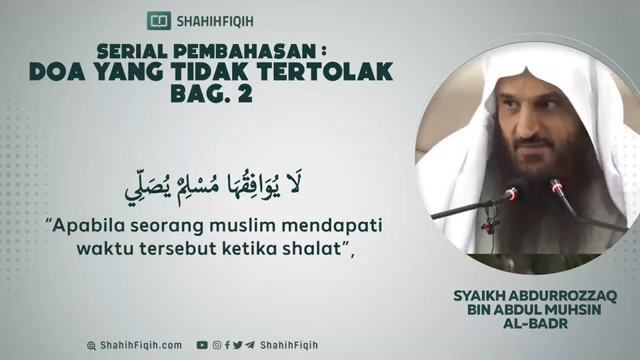 SHAHIHFIQIH
SERIAL PEMBAHASAN :
DOA YANG TIDAK TERTOLAK
BAG. 2
لَا يُوَافِقُهَا مُسْلِمٌ يُصَلِّي
“Apabila seorang muslim mendapati
waktu tersebut ketika shalat”,
SYAIKH ABDURROZZAQ
BIN ABDUL MUHSIN
AL-BADR
ShahihFiqih.com
ShahihFiqih